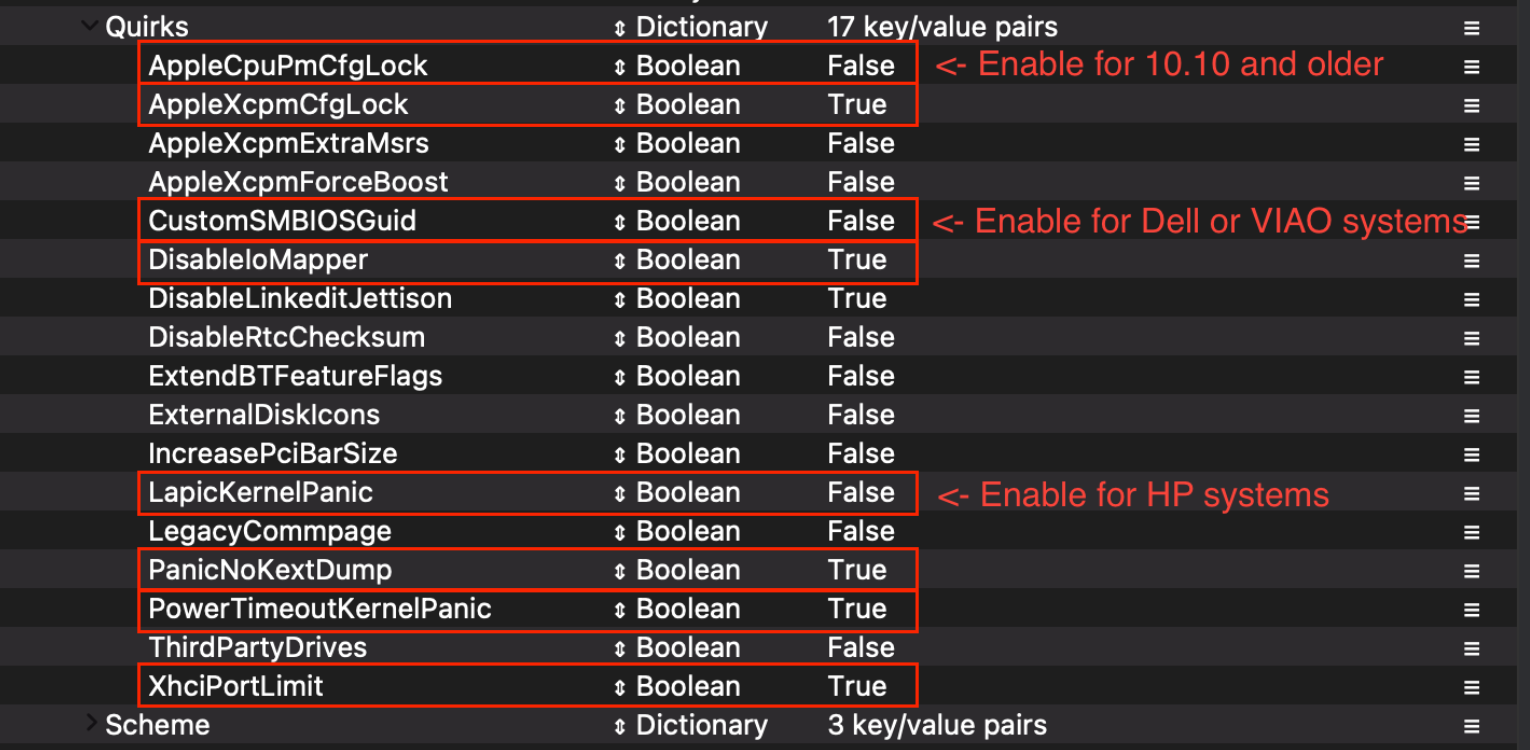 Quirks Dictionary 17 key/value pairs
AppleCpuPmCfgLock Boolean False <- Enable for 10.10 and older
AppleXcpmCfgLock Boolean True
AppleXcpmExtraMsrs Boolean False
AppleXcpmForceBoost Boolean False
CustomSMBIOSGuid Boolean False <- Enable for Dell or VIAO systems
DisableIoMapper Boolean True
DisableLinkeditJettison Boolean True
DisableRtcChecksum Boolean False
ExtendBTFeatureFlags Boolean False
ExternalDiskIcons Boolean False
IncreasePciBarSize Boolean False
LapicKernelPanic Boolean False <- Enable for HP systems
LegacyCommpage Boolean False
PanicNoKextDump Boolean True
PowerTimeoutKernelPanic Boolean True
ThirdPartyDrives Boolean False
XhciPortLimit Boolean True
Scheme Dictionary 3 key/value pairs